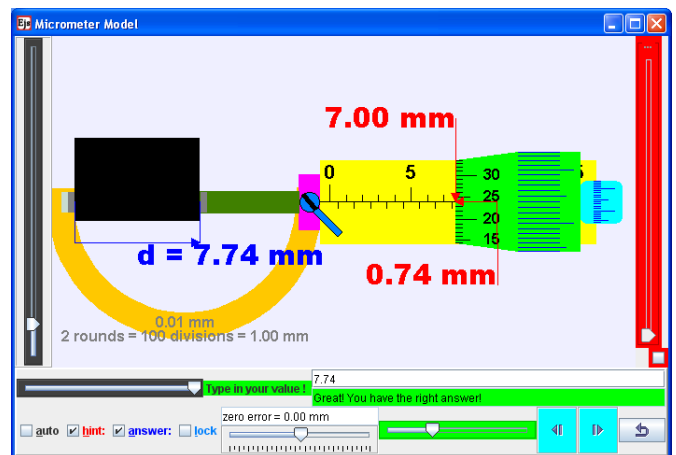 Ejs Micrometer Model
...
7.00 mm
0 5 5
30
25
20
15
d = 7.74 mm
0.74 mm
0.01 mm
2 rounds = 100 divisions = 1.00 mm
Type in your value !
7.74
Great! You have the right answer!
auto hint: answer: lock
zero error = 0.00 mm